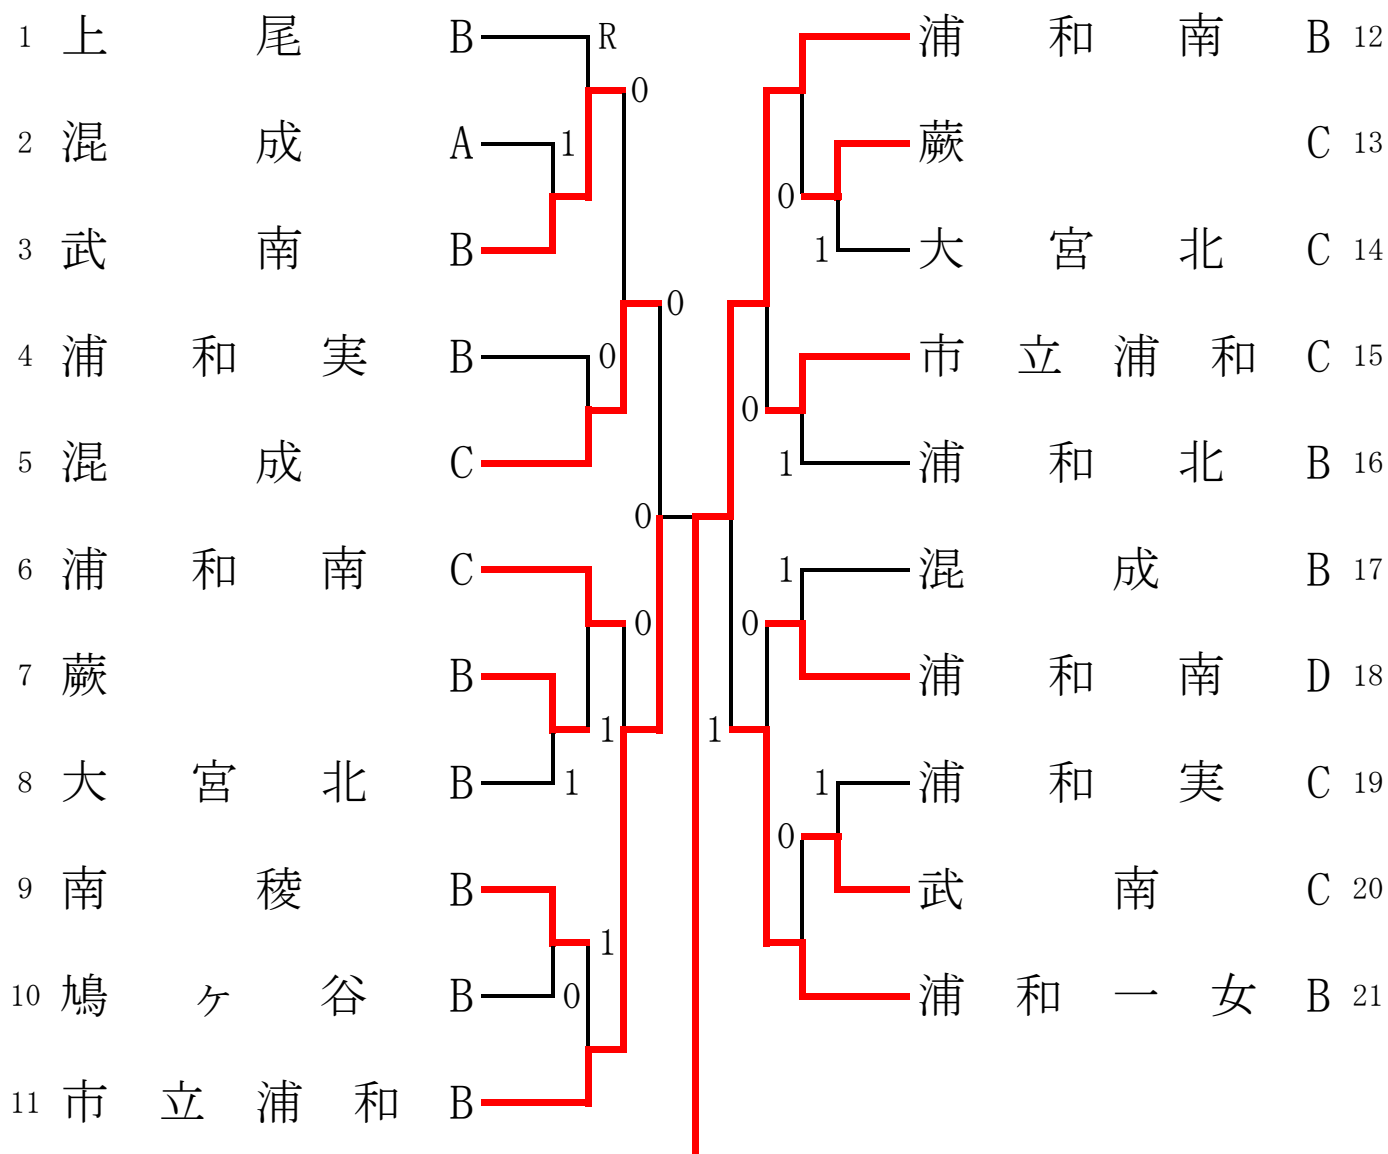 1 上尾 B R 浦和南 B 12
0
2 混成 A 1 蕨 C 13
0
3 武南 B 1 大宮北 C 14
0
4 浦和実 B 0 市立浦和 C 15
0
5 混成 C 1 浦和北 B 16
0
6 浦和南 C 1 混成 B 17
0 0
7 蕨 B 浦和南 D 18
1 1
8 大宮北 B 1 1 浦和実 C 19
0
9 南稜 B 武南 C 20
1
10 鳩ヶ谷 B 0 浦和一女 B 21
11 市立浦和 B